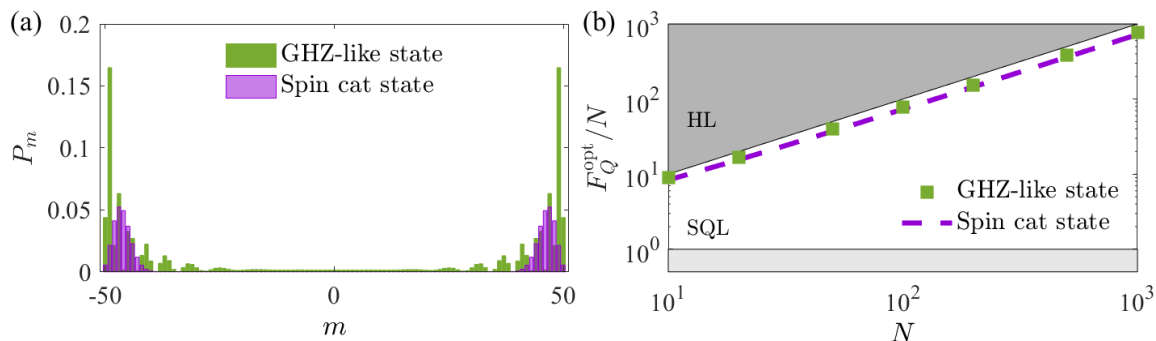 (a)
0.2
0.15
0.1
0.05
0
P_m
GHZ-like state
Spin cat state
-50
0
50
m
(b)
10^3
10^2
10^1
10^0
F_Q^opt/N
HL
SQL
GHZ-like state
Spin cat state
10^1
10^2
10^3
N